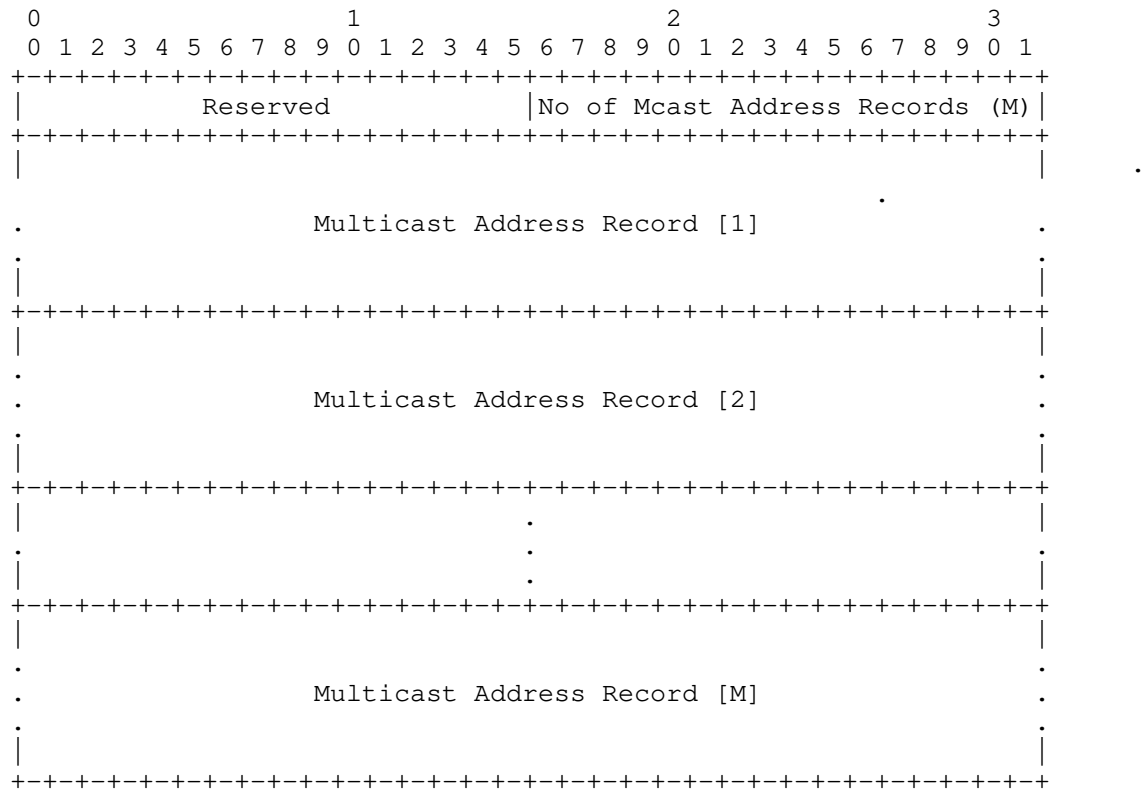 0                   1                   2                   3
 0 1 2 3 4 5 6 7 8 9 0 1 2 3 4 5 6 7 8 9 0 1 2 3 4 5 6 7 8 9 0 1
+-+-+-+-+-+-+-+-+-+-+-+-+-+-+-+-+-+-+-+-+-+-+-+-+-+-+-+-+-+-+-+-+
|           Reserved            |No of Mcast Address Records (M)|
+-+-+-+-+-+-+-+-+-+-+-+-+-+-+-+-+-+-+-+-+-+-+-+-+-+-+-+-+-+-+-+-+
|                                                               |     .
                                                      .
.                  Multicast Address Record [1]                 .
.                                                               .
|                                                               |
+-+-+-+-+-+-+-+-+-+-+-+-+-+-+-+-+-+-+-+-+-+-+-+-+-+-+-+-+-+-+-+-+
|                                                               |
.                                                               .
.                  Multicast Address Record [2]                 .
.                                                               .
|                                                               |
+-+-+-+-+-+-+-+-+-+-+-+-+-+-+-+-+-+-+-+-+-+-+-+-+-+-+-+-+-+-+-+-+
|                               .                               |
.                               .                               .
|                               .                               |
+-+-+-+-+-+-+-+-+-+-+-+-+-+-+-+-+-+-+-+-+-+-+-+-+-+-+-+-+-+-+-+-+
|                                                               |
.                                                               .
.                  Multicast Address Record [M]                 .
.                                                               .
|                                                               |
+-+-+-+-+-+-+-+-+-+-+-+-+-+-+-+-+-+-+-+-+-+-+-+-+-+-+-+-+-+-+-+-+